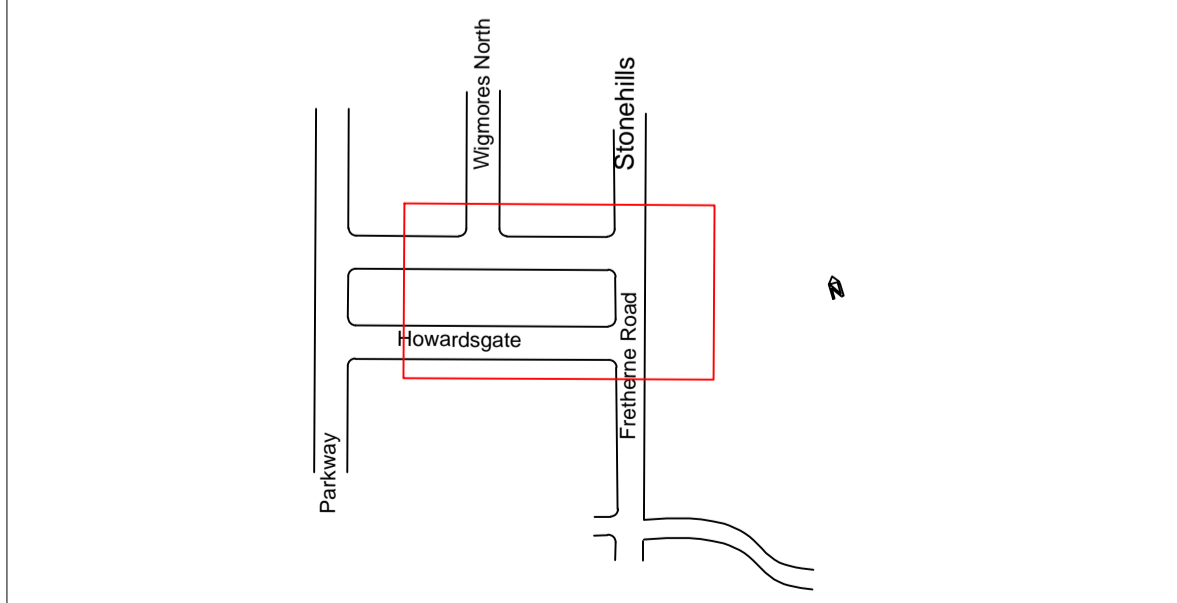 Wigmores North
Stonehills
Howardsgate
Fretherne Road
Parkway
N